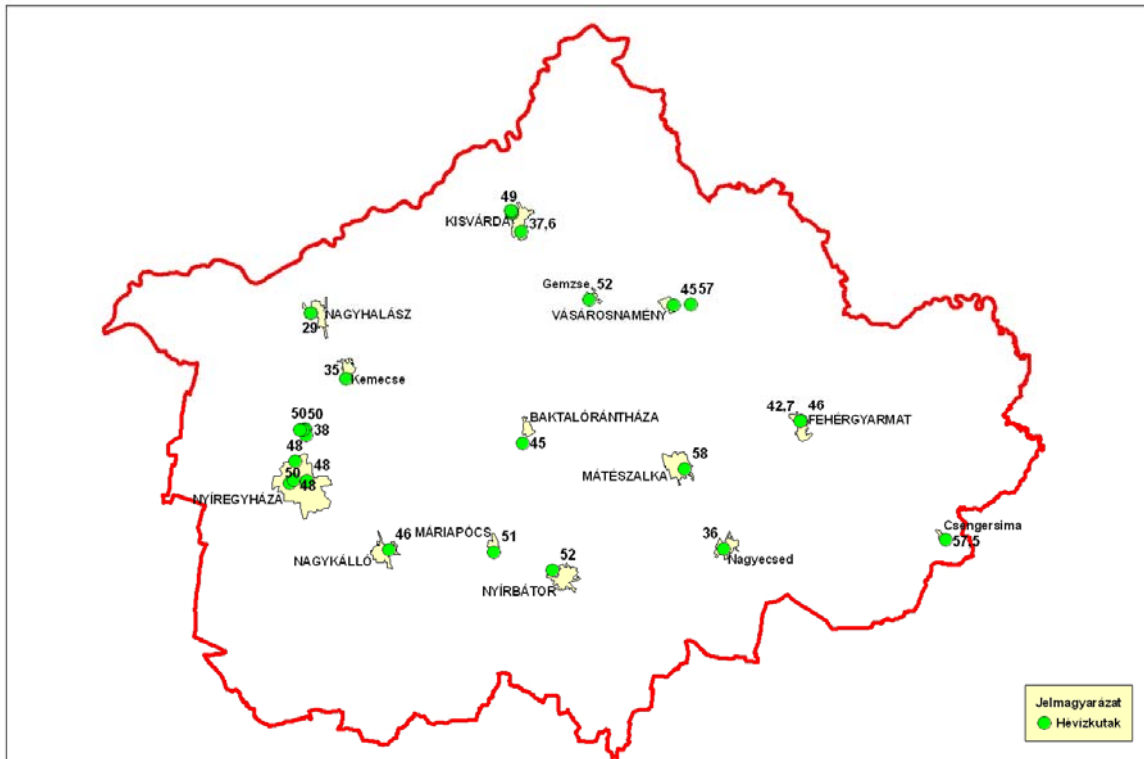 49
KISVÁRDA
37,6
Gemzse
52
45
57
VÁSÁROSNAMÉNY
NAGYHALÁSZ
29
35
Kemecse
50
50
38
48
48
50
48
NYÍREGYHÁZA
BAKTALÓRÁNTHÁZA
45
42,7
46
FEHÉRGYARMAT
58
MÁTÉSZALKA
46
NAGYKÁLLÓ
MÁRIAPÓCS
51
52
NYÍRBÁTOR
36
Nagyecsed
Csengersima
57,5
Jelmagyarázat
Hévízkutak